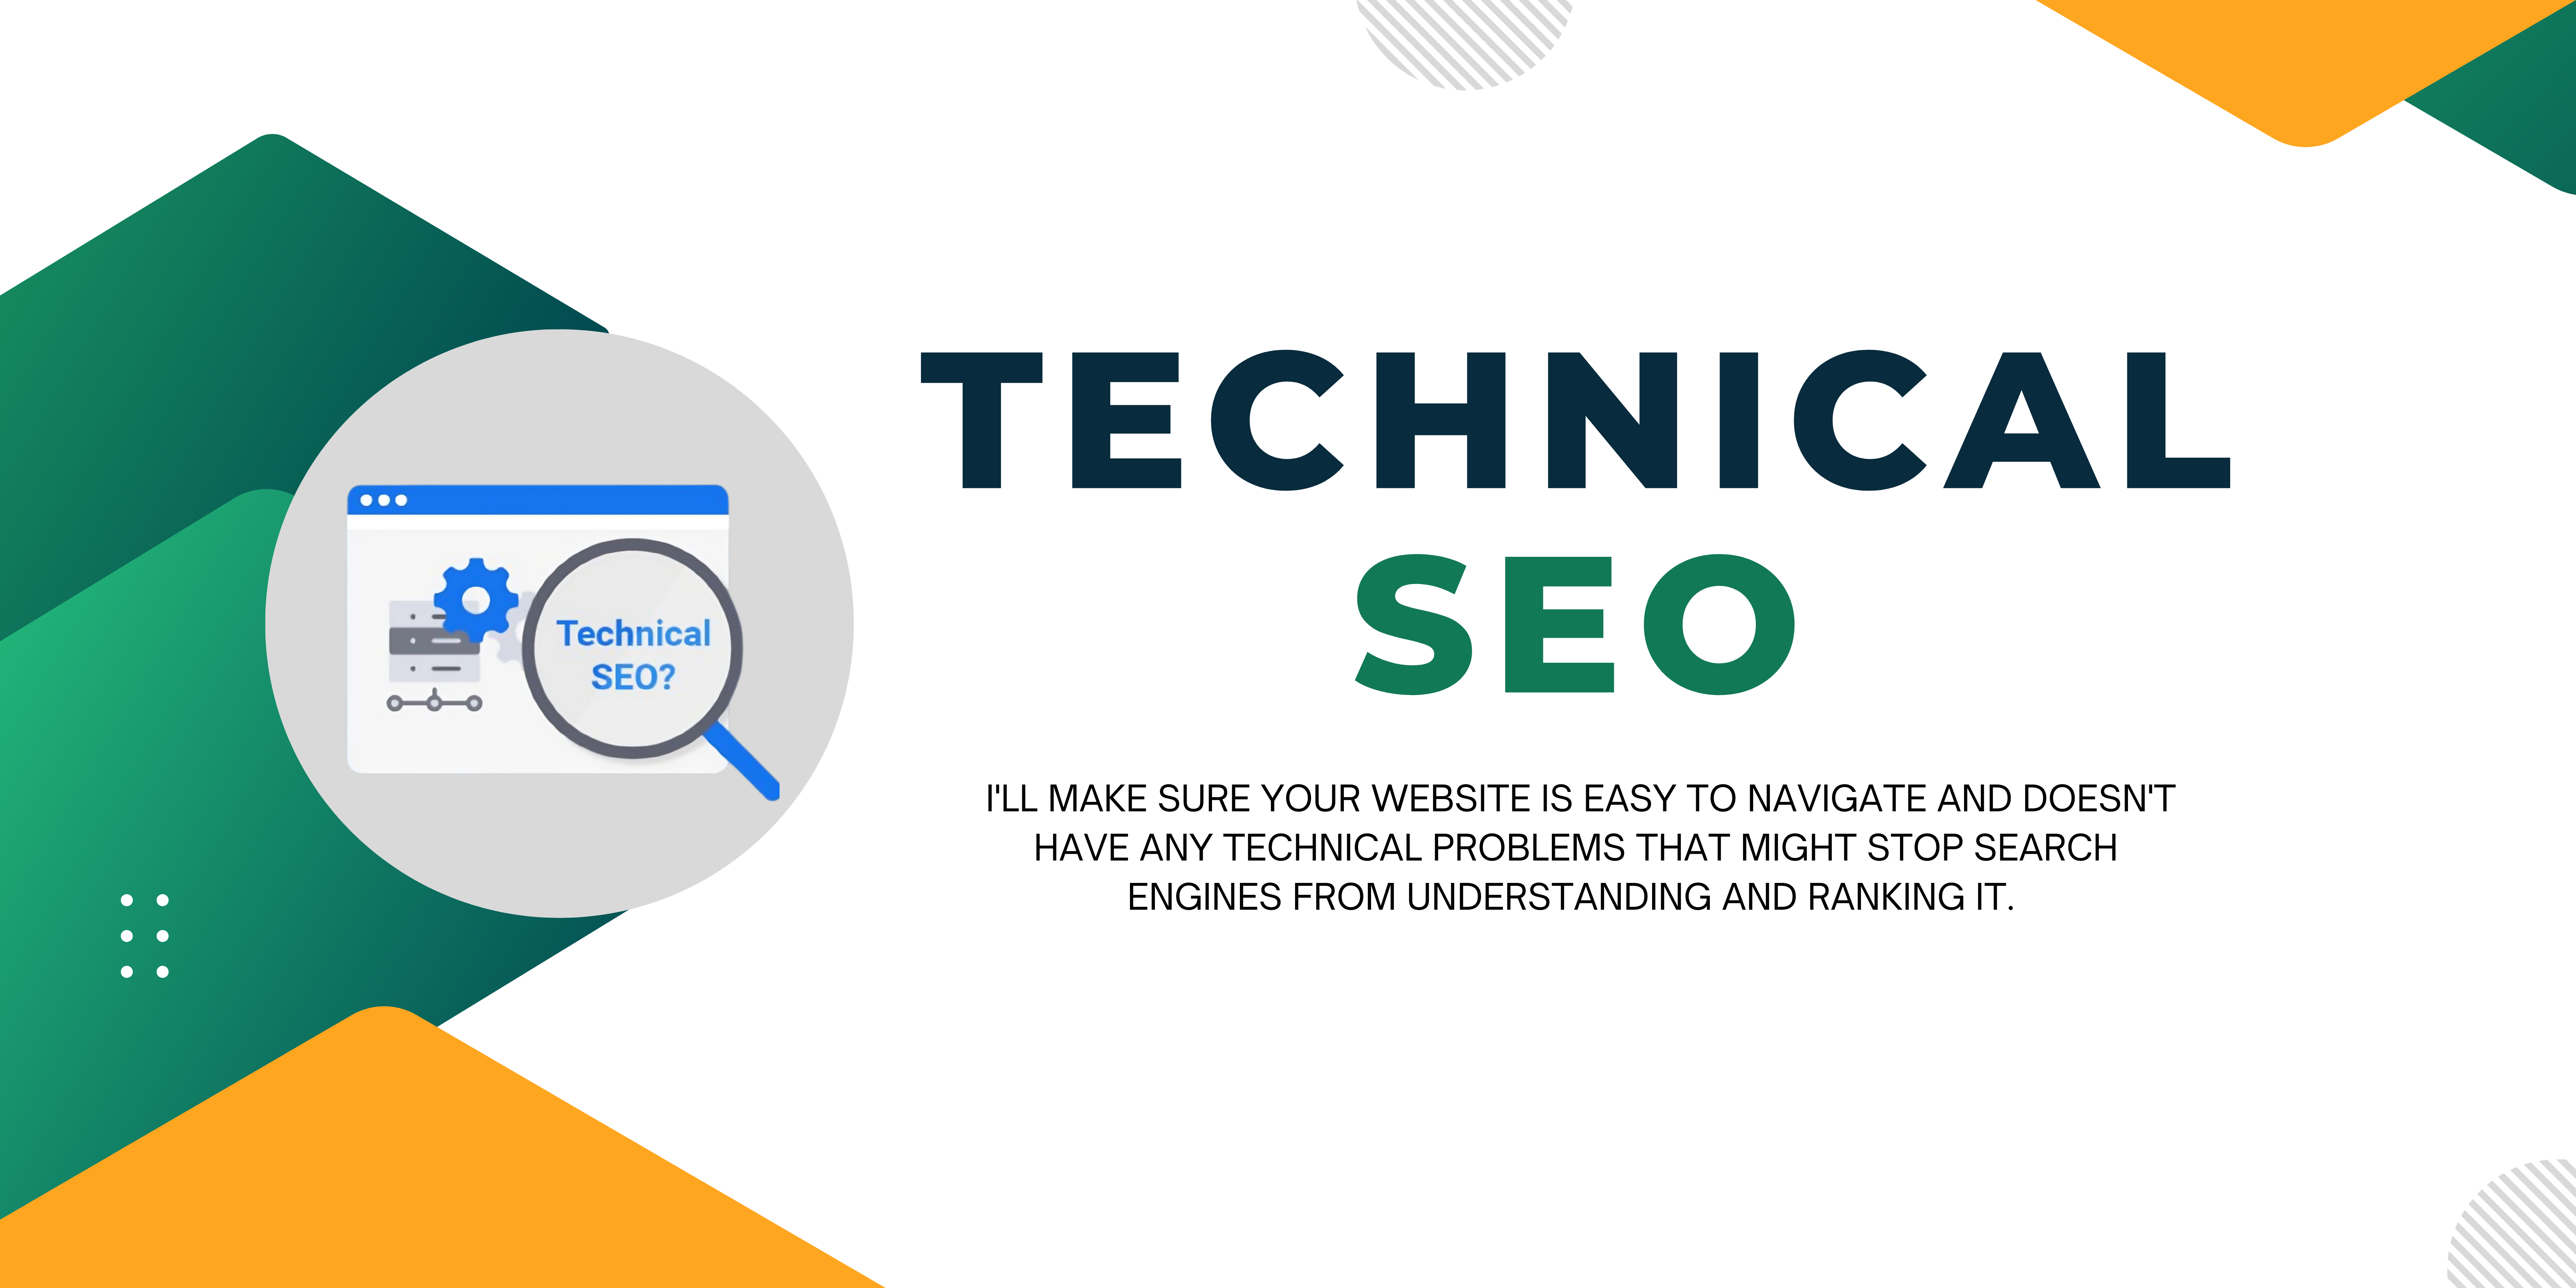 TECHNICAL
SEO
Technical
SEO?
I'LL MAKE SURE YOUR WEBSITE IS EASY TO NAVIGATE AND DOESN'T
HAVE ANY TECHNICAL PROBLEMS THAT MIGHT STOP SEARCH
ENGINES FROM UNDERSTANDING AND RANKING IT.